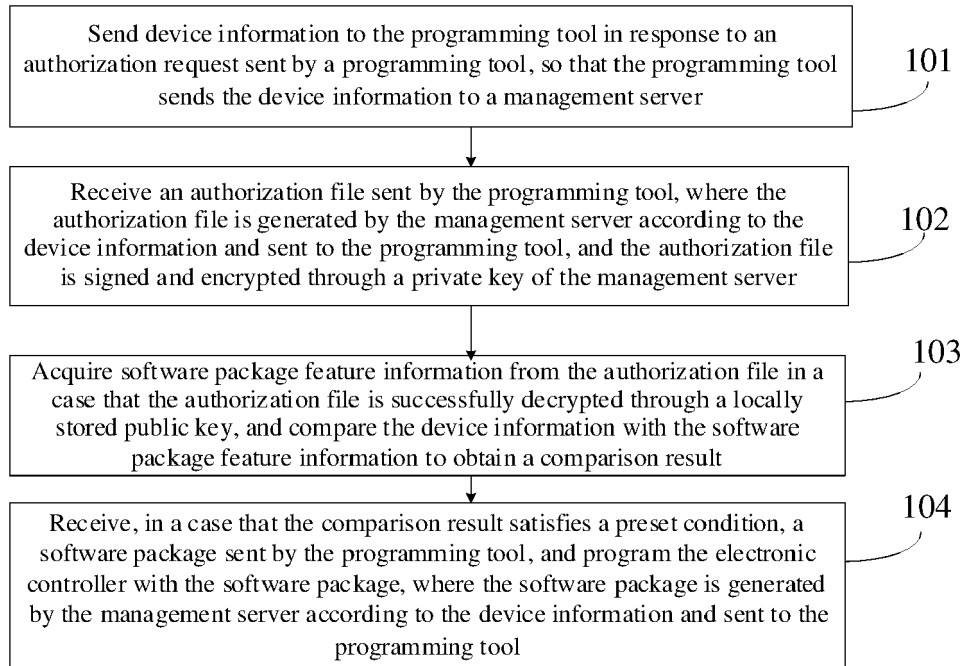 Send device information to the programming tool in response to an
authorization request sent by a programming tool, so that the programming tool
sends the device information to a management server
101
Receive an authorization file sent by the programming tool, where the
authorization file is generated by the management server according to the
device information and sent to the programming tool, and the authorization file
is signed and encrypted through a private key of the management server
102
Acquire software package feature information from the authorization file in a
case that the authorization file is successfully decrypted through a locally
stored public key, and compare the device information with the software
package feature information to obtain a comparison result
103
Receive, in a case that the comparison result satisfies a preset condition, a
software package sent by the programming tool, and program the electronic
controller with the software package, where the software package is generated
by the management server according to the device information and sent to the
programming tool
104